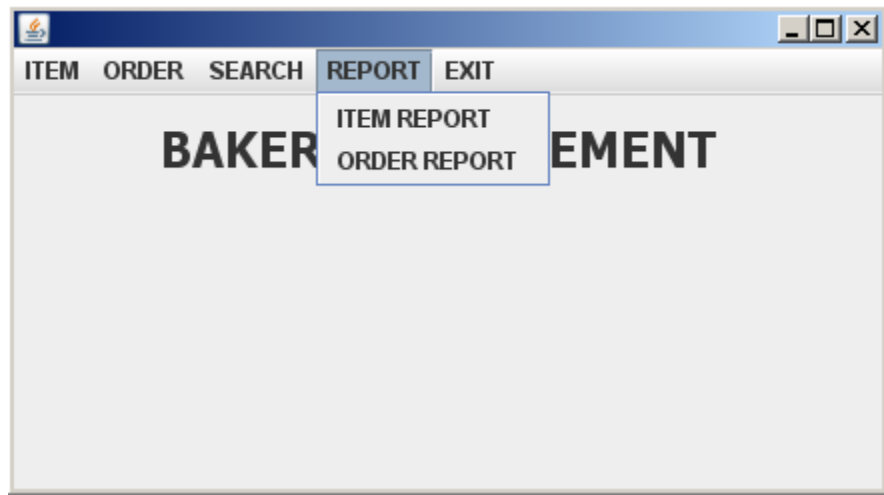 ITEM ORDER SEARCH REPORT EXIT
ITEM REPORT
ORDER REPORT
BAKER EMENT